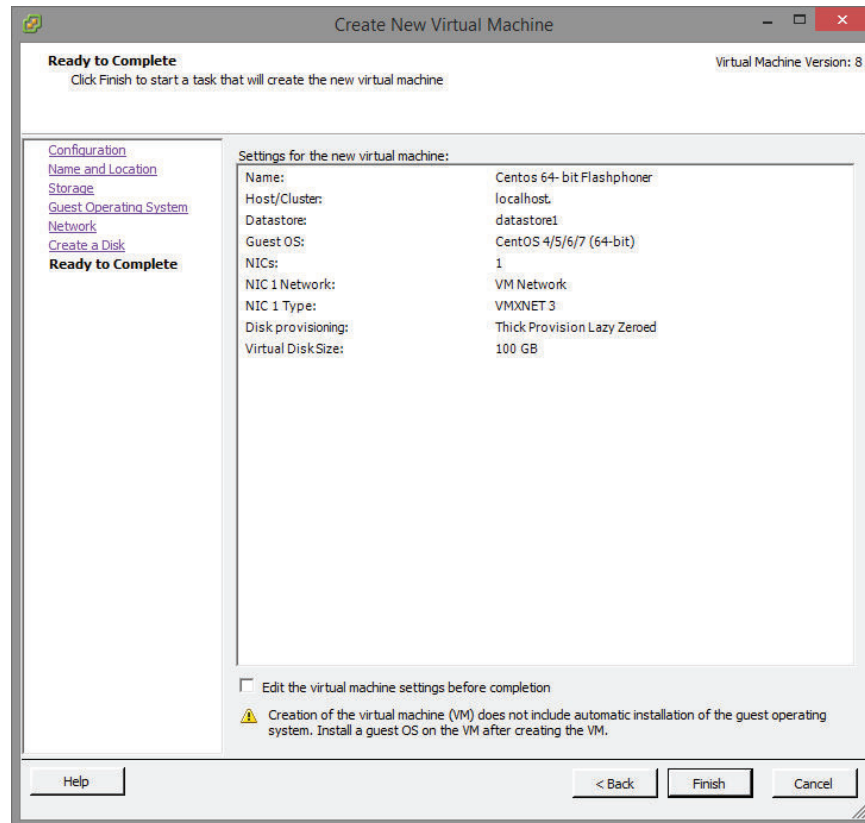 Create New Virtual Machine
Ready to Complete
Click Finish to start a task that will create the new virtual machine
Virtual Machine Version: 8
Configuration
Name and Location
Storage
Guest Operating System
Network
Create a Disk
Ready to Complete
Settings for the new virtual machine:
Name: Centos 64- bit Flashphoner
Host/Cluster: localhost.
Datastore: datastore1
Guest OS: CentOS 4/5/6/7 (64-bit)
NICs: 1
NIC 1 Network: VM Network
NIC 1 Type: VMXNET 3
Disk provisioning: Thick Provision Lazy Zeroed
Virtual Disk Size: 100 GB
Edit the virtual machine settings before completion
Creation of the virtual machine (VM) does not include automatic installation of the guest operating
system. Install a guest OS on the VM after creating the VM.
Help
< Back
Finish
Cancel